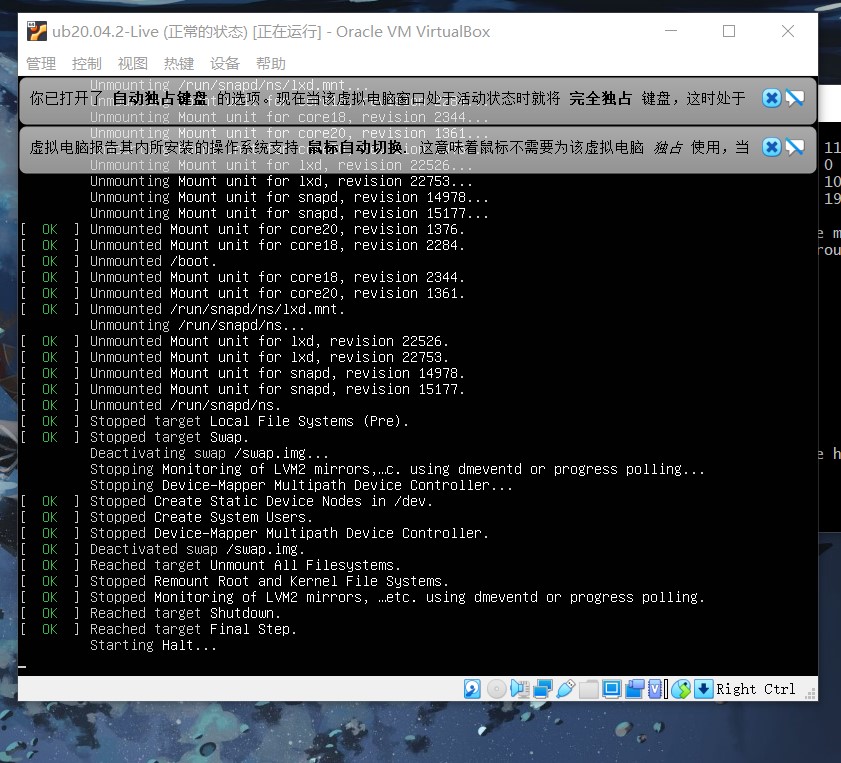 ub20.04.2-Live (正常的状态) [正在运行] - Oracle VM VirtualBox
管理 控制 视图 热键 设备 帮助
Unmounting /run/snapd/ns/lxd.mnt...
你已打开了 自动独占键盘 的选项。现在当该虚拟电脑窗口处于活动状态时就将 完全独占 键盘，这时处于
Unmounting Mount unit for core18, revision 2344...
Unmounting Mount unit for core20, revision 1361...
虚拟电脑报告其内所安装的操作系统支持 鼠标自动切换。这意味着鼠标不需要为该虚拟电脑 独占 使用，当
Unmounting Mount unit for lxd, revision 22526...
Unmounting Mount unit for lxd, revision 22753...
Unmounting Mount unit for snapd, revision 14978...
Unmounting Mount unit for snapd, revision 15177...
[ OK ] Unmounted Mount unit for core20, revision 1376.
[ OK ] Unmounted Mount unit for core18, revision 2284.
[ OK ] Unmounted /boot.
[ OK ] Unmounted Mount unit for core18, revision 2344.
[ OK ] Unmounted Mount unit for core20, revision 1361.
[ OK ] Unmounted /run/snapd/ns/lxd.mnt.
Unmounting /run/snapd/ns...
[ OK ] Unmounted Mount unit for lxd, revision 22526.
[ OK ] Unmounted Mount unit for lxd, revision 22753.
[ OK ] Unmounted Mount unit for snapd, revision 14978.
[ OK ] Unmounted Mount unit for snapd, revision 15177.
[ OK ] Unmounted /run/snapd/ns.
[ OK ] Stopped target Local File Systems (Pre).
[ OK ] Stopped target Swap.
Deactivating swap /swap.img...
Stopping Monitoring of LVM2 mirrors,…c. using dmeventd or progress polling...
Stopping Device-Mapper Multipath Device Controller...
[ OK ] Stopped Create Static Device Nodes in /dev.
[ OK ] Stopped Create System Users.
[ OK ] Stopped Device-Mapper Multipath Device Controller.
[ OK ] Deactivated swap /swap.img.
[ OK ] Reached target Unmount All Filesystems.
[ OK ] Stopped Remount Root and Kernel File Systems.
[ OK ] Stopped Monitoring of LVM2 mirrors, …etc. using dmeventd or progress polling.
[ OK ] Reached target Shutdown.
[ OK ] Reached target Final Step.
Starting Halt...
Right Ctrl
11
0
10
19
e m
rou
e h